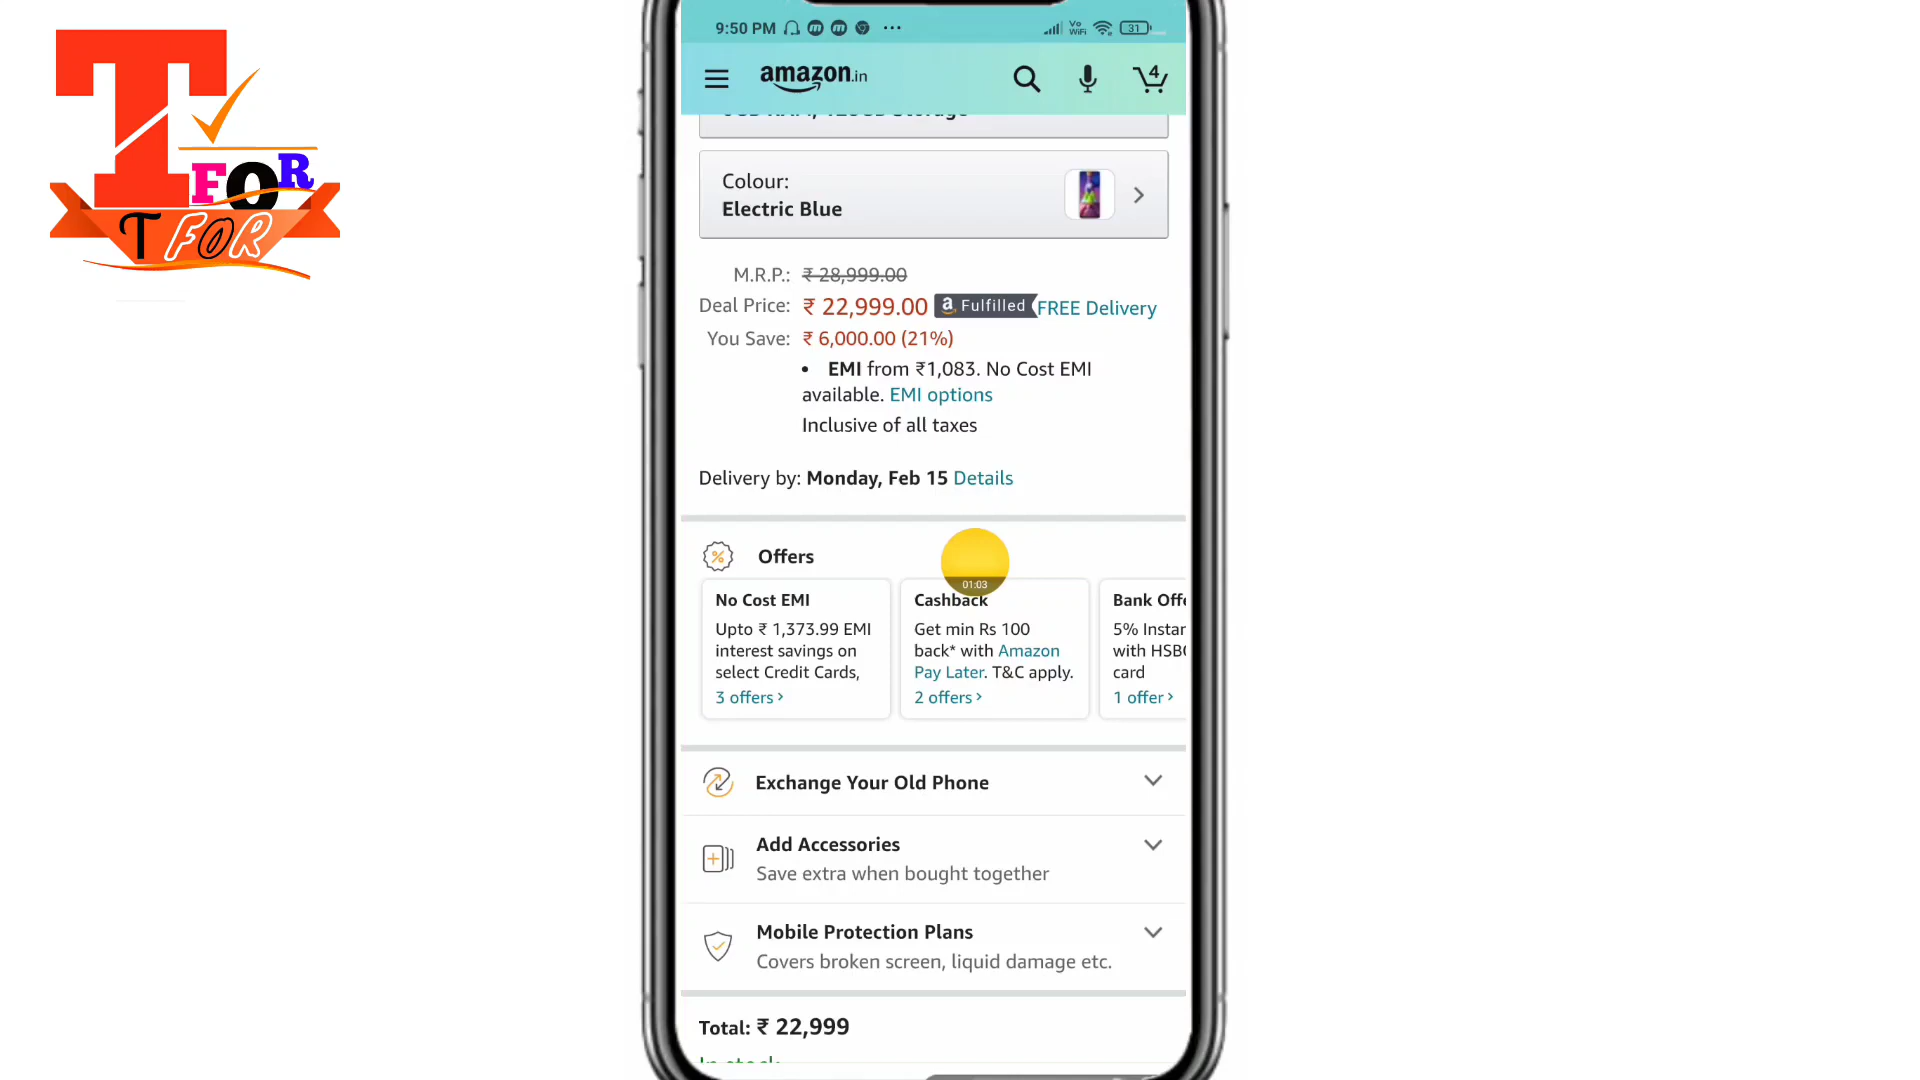 T
FOR
T FOR
9:50 PM
Vo
WiFi
31
amazon.in
4
Colour:
Electric Blue
M.R.P.: ₹ 28,999.00
Deal Price: ₹ 22,999.00 a Fulfilled FREE Delivery
You Save: ₹ 6,000.00 (21%)
• EMI from ₹1,083. No Cost EMI
available. EMI options
Inclusive of all taxes
Delivery by: Monday, Feb 15 Details
Offers
01:03
No Cost EMI
Upto ₹ 1,373.99 EMI
interest savings on
select Credit Cards,
3 offers ›
Cashback
Get min Rs 100
back* with Amazon
Pay Later. T&C apply.
2 offers ›
Bank Offe
5% Instar
with HSB
card
1 offer ›
Exchange Your Old Phone
Add Accessories
Save extra when bought together
Mobile Protection Plans
Covers broken screen, liquid damage etc.
Total: ₹ 22,999
In stock